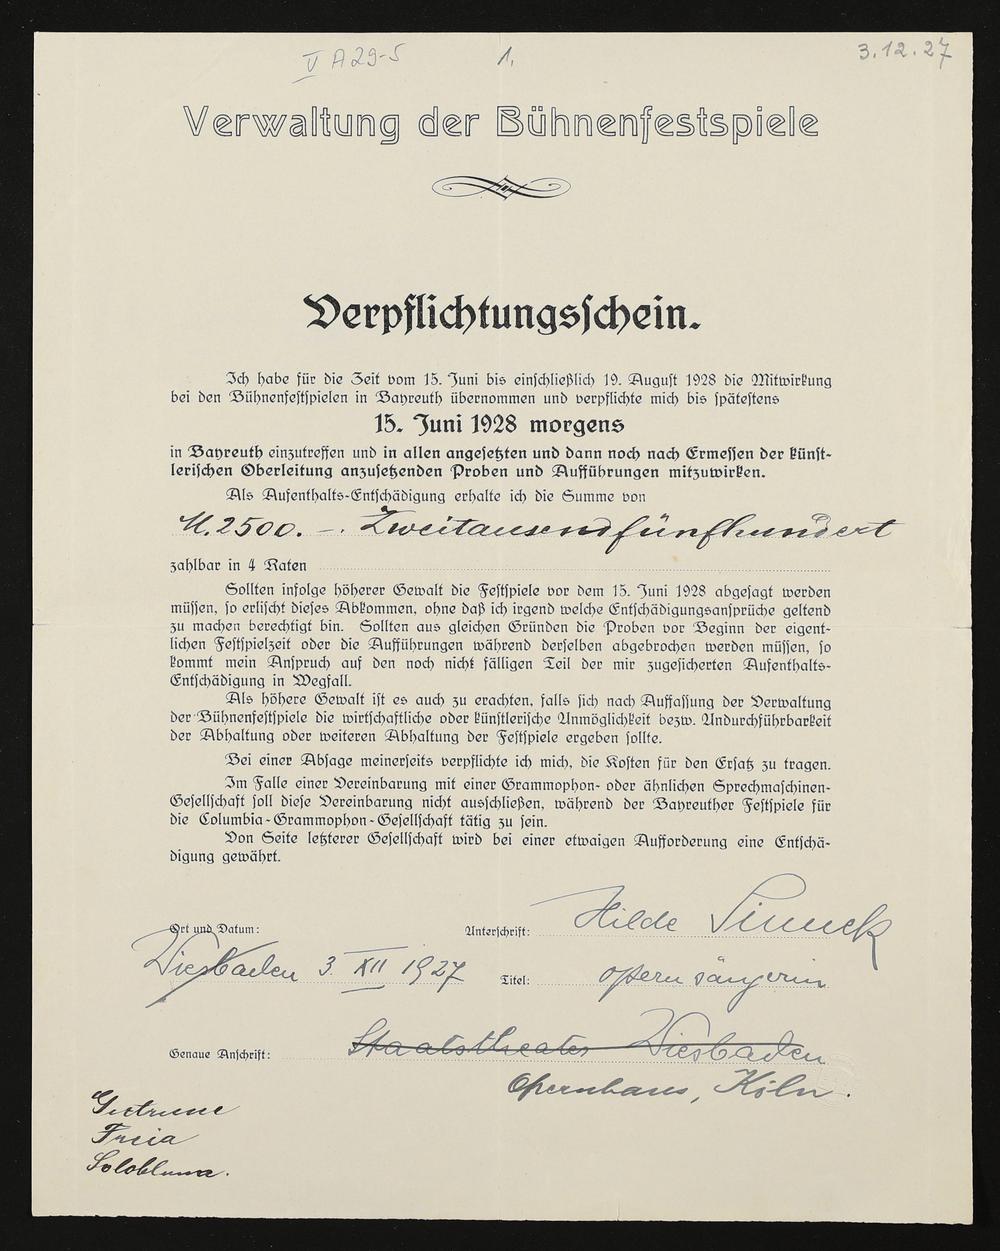 V A 29-5 1. 3.12.27
Verwaltung der Bühnenfestspiele
Verpflichtungsschein.
Ich habe für die Zeit vom 15. Juni bis einschließlich 19. August 1928 die Mitwirkung
bei den Bühnenfestspielen in Bayreuth übernommen und verpflichte mich bis spätestens
15. Juni 1928 morgens
in Bayreuth einzutreffen und in allen angesetzten und dann noch nach Ermessen der künst-
lerischen Oberleitung anzusetzenden Proben und Aufführungen mitzuwirken.
Als Aufenthalts-Entschädigung erhalte ich die Summe von
M. 2500. –. Zweitausendfünfhundert
zahlbar in 4 Raten
Sollten infolge höherer Gewalt die Festspiele vor dem 15. Juni 1928 abgesagt werden
müssen, so erlischt dieses Abkommen, ohne daß ich irgend welche Entschädigungsansprüche geltend
zu machen berechtigt bin. Sollten aus gleichen Gründen die Proben vor Beginn der eigent-
lichen Festspielzeit oder die Aufführungen während derselben abgebrochen werden müssen, so
kommt mein Anspruch auf den noch nicht fälligen Teil der mir zugesicherten Aufenthalts-
Entschädigung in Wegfall.
Als höhere Gewalt ist es auch zu erachten, falls sich nach Auffassung der Verwaltung
der Bühnenfestspiele die wirtschaftliche oder künstlerische Unmöglichkeit bezw. Undurchführbarkeit
der Abhaltung oder weiteren Abhaltung der Festspiele ergeben sollte.
Bei einer Absage meinerseits verpflichte ich mich, die Kosten für den Ersatz zu tragen.
Im Falle einer Vereinbarung mit einer Grammophon- oder ähnlichen Sprechmaschinen-
Gesellschaft soll diese Vereinbarung nicht ausschließen, während der Bayreuther Festspiele für
die Columbia-Grammophon-Gesellschaft tätig zu sein.
Von Seite letzterer Gesellschaft wird bei einer etwaigen Aufforderung eine Entschä-
digung gewährt.
Ort und Datum: Unterschrift: Hilde Sinnek
Wiesbaden 3. XII 1927 Titel: Opernsängerin
Genaue Anschrift: Staatstheater Wiesbaden
Opernhaus, Köln.
Gutrune
Freia
Soloblume.